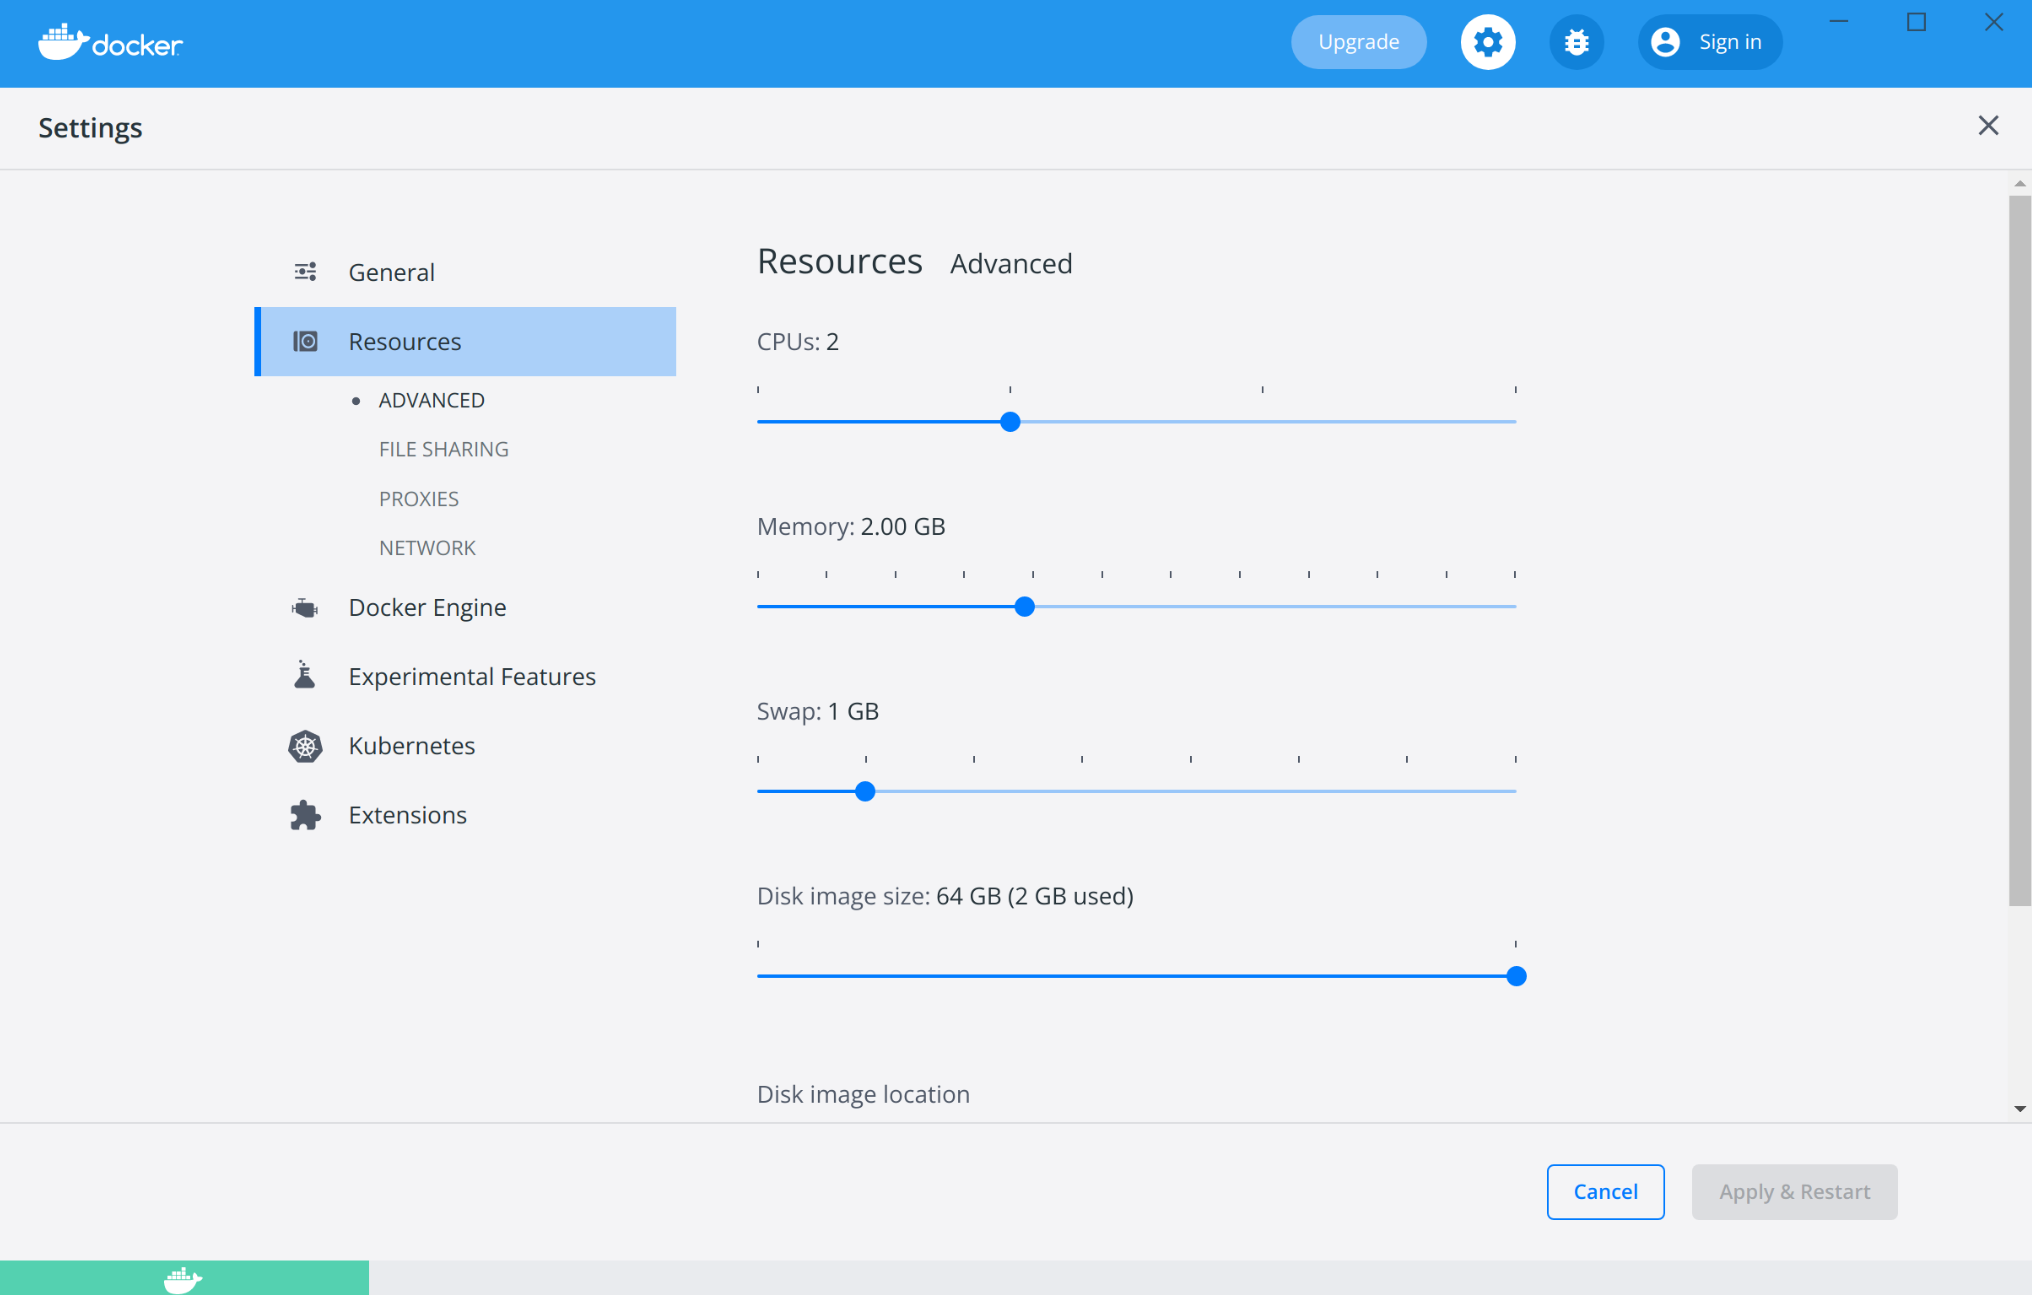 docker
Upgrade
Sign in
Settings
General
Resources
ADVANCED
FILE SHARING
PROXIES
NETWORK
Docker Engine
Experimental Features
Kubernetes
Extensions
Resources Advanced
CPUs: 2
Memory: 2.00 GB
Swap: 1 GB
Disk image size: 64 GB (2 GB used)
Disk image location
Cancel
Apply & Restart